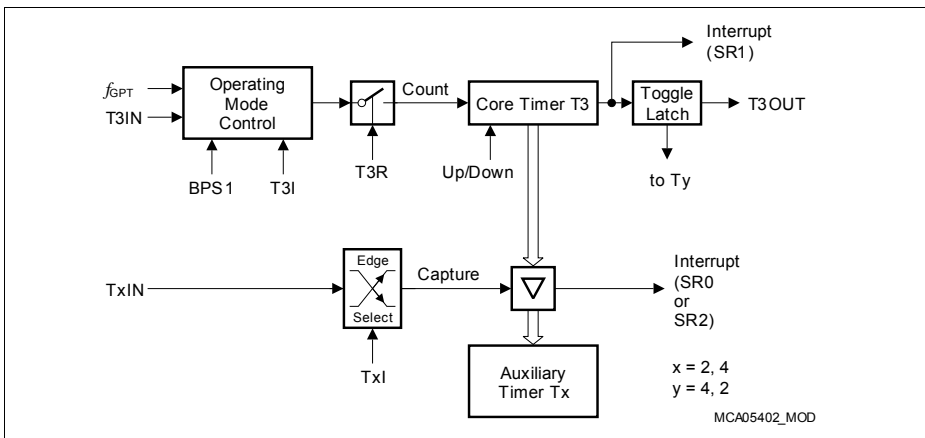 Interrupt
(SR1)
fGPT
T3IN
Operating
Mode
Control
Count
Core Timer T3
Toggle
Latch
T3OUT
BPS1
T3I
T3R
Up/Down
to Ty
TxIN
Edge
Select
Capture
Interrupt
(SR0
or
SR2)
TxI
Auxiliary
Timer Tx
x = 2, 4
y = 4, 2
MCA05402_MOD